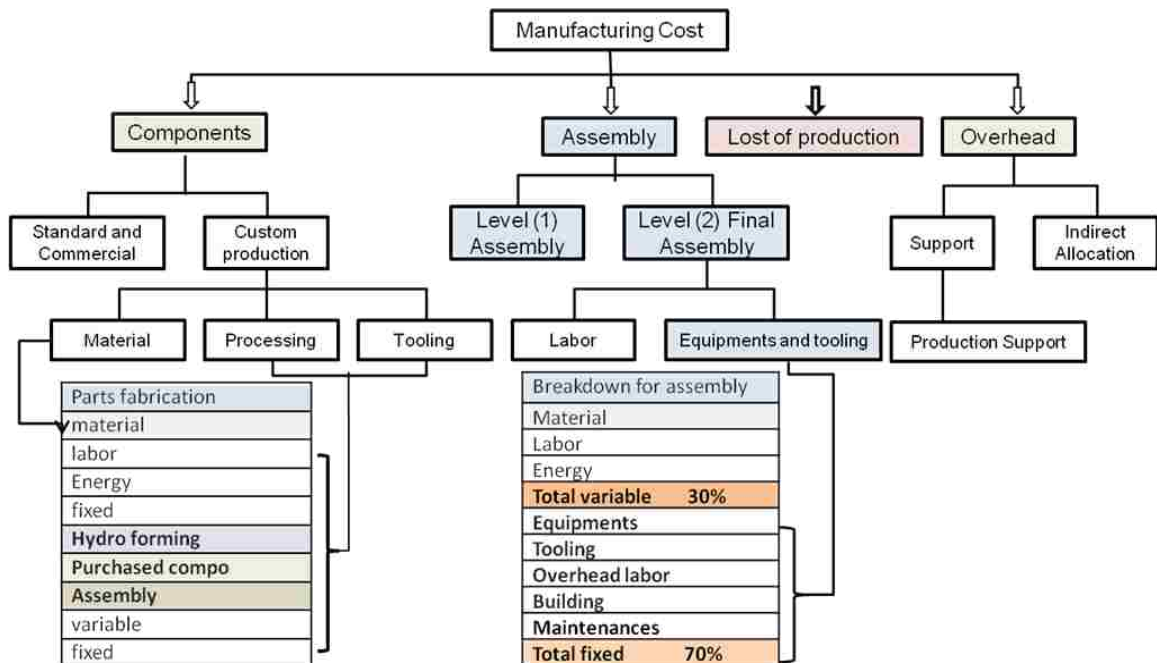 Manufacturing Cost
Components
Assembly
Lost of production
Overhead
Standard and
Commercial
Custom
production
Level (1)
Assembly
Level (2) Final
Assembly
Support
Indirect
Allocation
Material
Processing
Tooling
Labor
Equipments and tooling
Production Support
Parts fabrication
material
labor
Energy
fixed
Hydro forming
Purchased compo
Assembly
variable
fixed
Breakdown for assembly
Material
Labor
Energy
Total variable 30%
Equipments
Tooling
Overhead labor
Building
Maintenances
Total fixed 70%